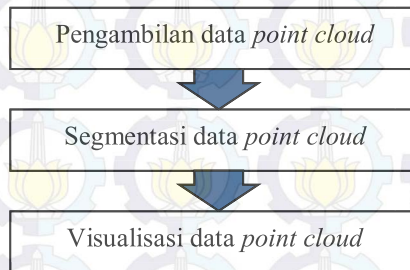 Pengambilan data point cloud
Segmentasi data point cloud
Visualisasi data point cloud